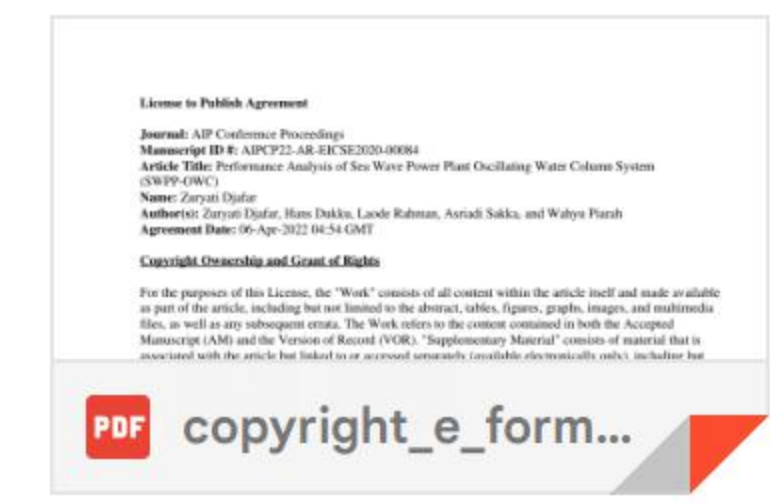 License to Publish Agreement
Journal: AIP Conference Proceedings
Manuscript ID #: AIPCP22-AR-EICSE2020-00084
Article Title: Performance Analysis of Sea Wave Power Plant Oscillating Water Column System
(SWPP-OWC)
Name: Zuryati Djafar
Author(s): Zuryati Djafar, Hans Dukku, Laode Rahman, Asriadi Sakka, and Wahyu Piarah
Agreement Date: 06-Apr-2022 04:54 GMT
Copyright Ownership and Grant of Rights
For the purposes of this License, the "Work" consists of all content within the article itself and made available
as part of the article, including but not limited to the abstract, tables, figures, graphs, images, and multimedia
files, as well as any subsequent errata. The Work refers to the content contained in both the Accepted
Manuscript (AM) and the Version of Record (VOR). "Supplementary Material" consists of material that is
associated with the article but linked to or accessed separately (available electronically only), including but
PDF copyright_e_form...